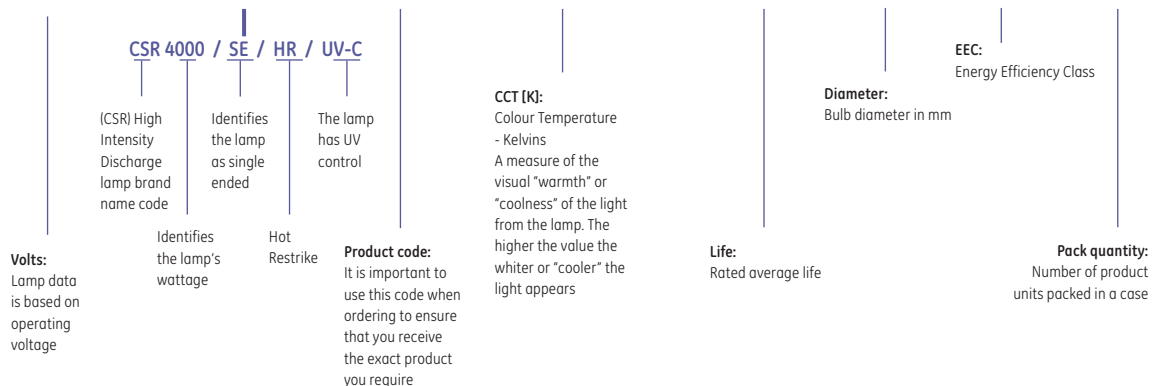 CSR 4000 / SE / HR / UV-C
(CSR) High
Intensity
Discharge
lamp brand
name code
Identifies
the lamp's
wattage
Identifies
the lamp
as single
ended
Hot
Restrike
The lamp
has UV
control
Volts:
Lamp data
is based on
operating
voltage
Product code:
It is important to
use this code when
ordering to ensure
that you receive
the exact product
you require
CCT [K]:
Colour Temperature
- Kelvins
A measure of the
visual “warmth” or
“coolness” of the light
from the lamp. The
higher the value the
whiter or “cooler” the
light appears
Life:
Rated average life
Diameter:
Bulb diameter in mm
EEC:
Energy Efficiency Class
Pack quantity:
Number of product
units packed in a case